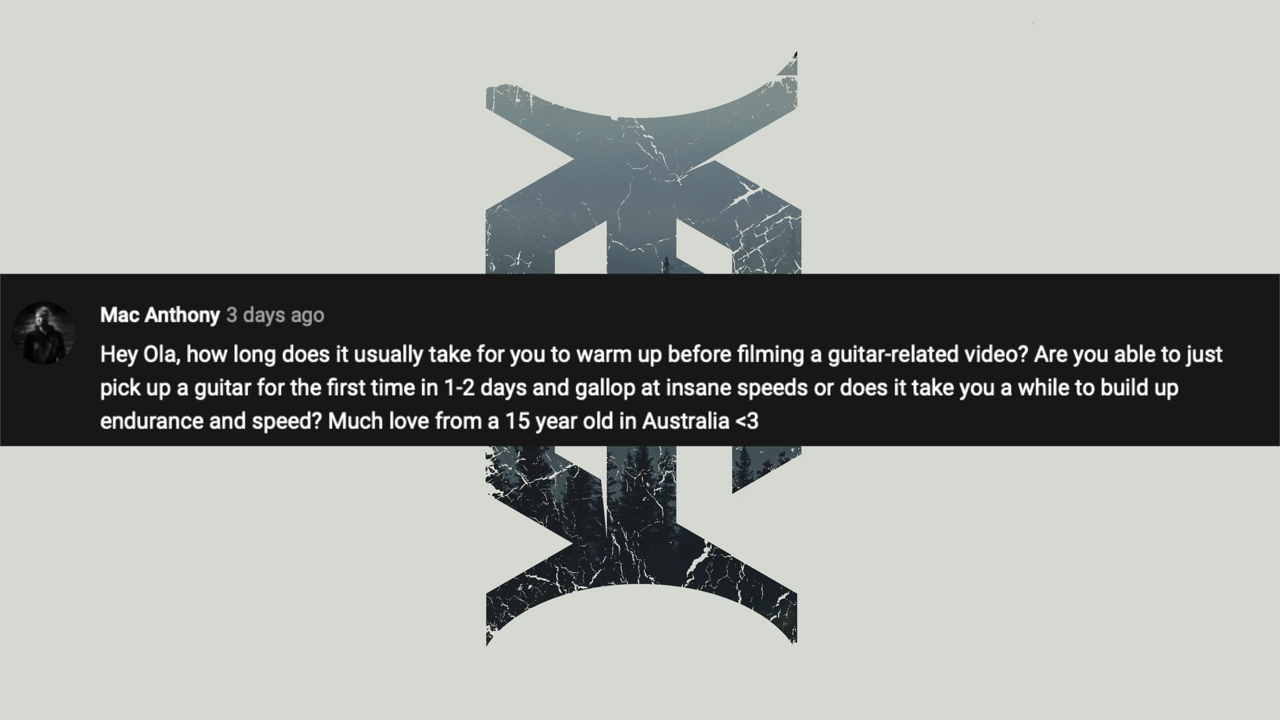 Mac Anthony 3 days ago
Hey Ola, how long does it usually take for you to warm up before filming a guitar-related video? Are you able to just
pick up a guitar for the first time in 1-2 days and gallop at insane speeds or does it take you a while to build up
endurance and speed? Much love from a 15 year old in Australia <3